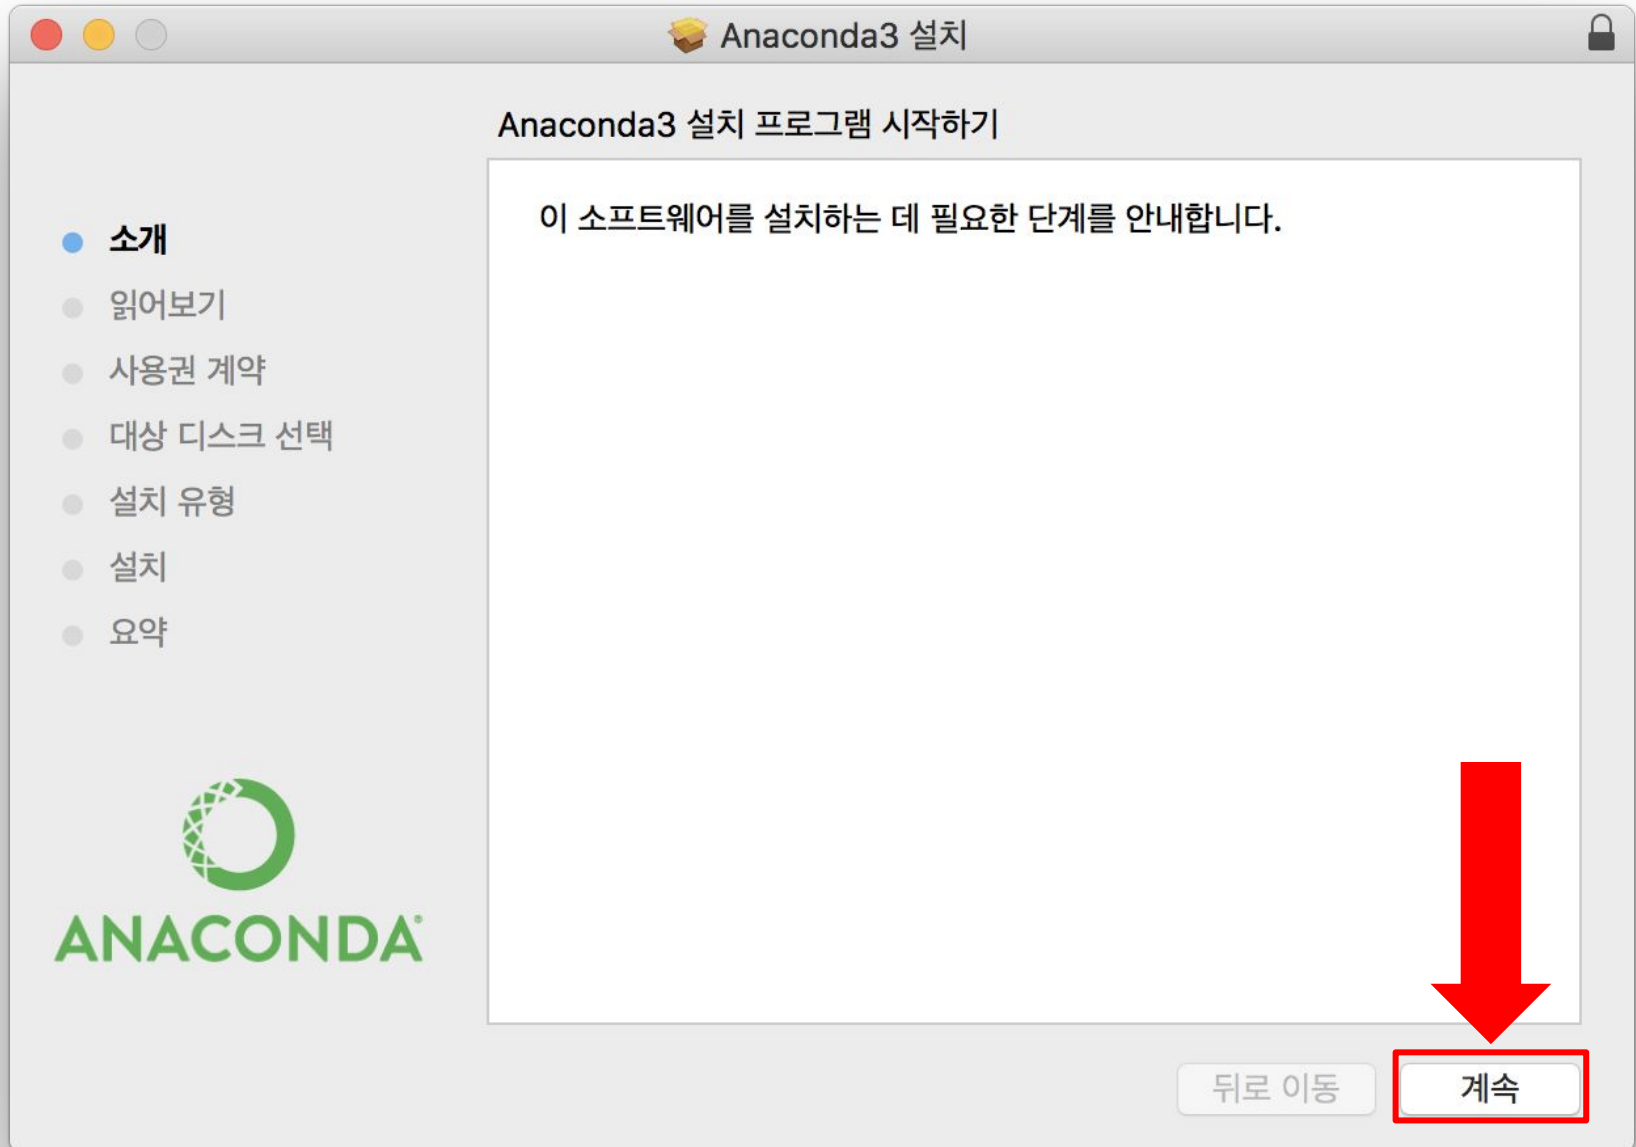 Anaconda3 설치
Anaconda3 설치 프로그램 시작하기
이 소프트웨어를 설치하는 데 필요한 단계를 안내합니다.
소개
읽어보기
사용권 계약
대상 디스크 선택
설치 유형
설치
요약
ANACONDA®
뒤로 이동
계속